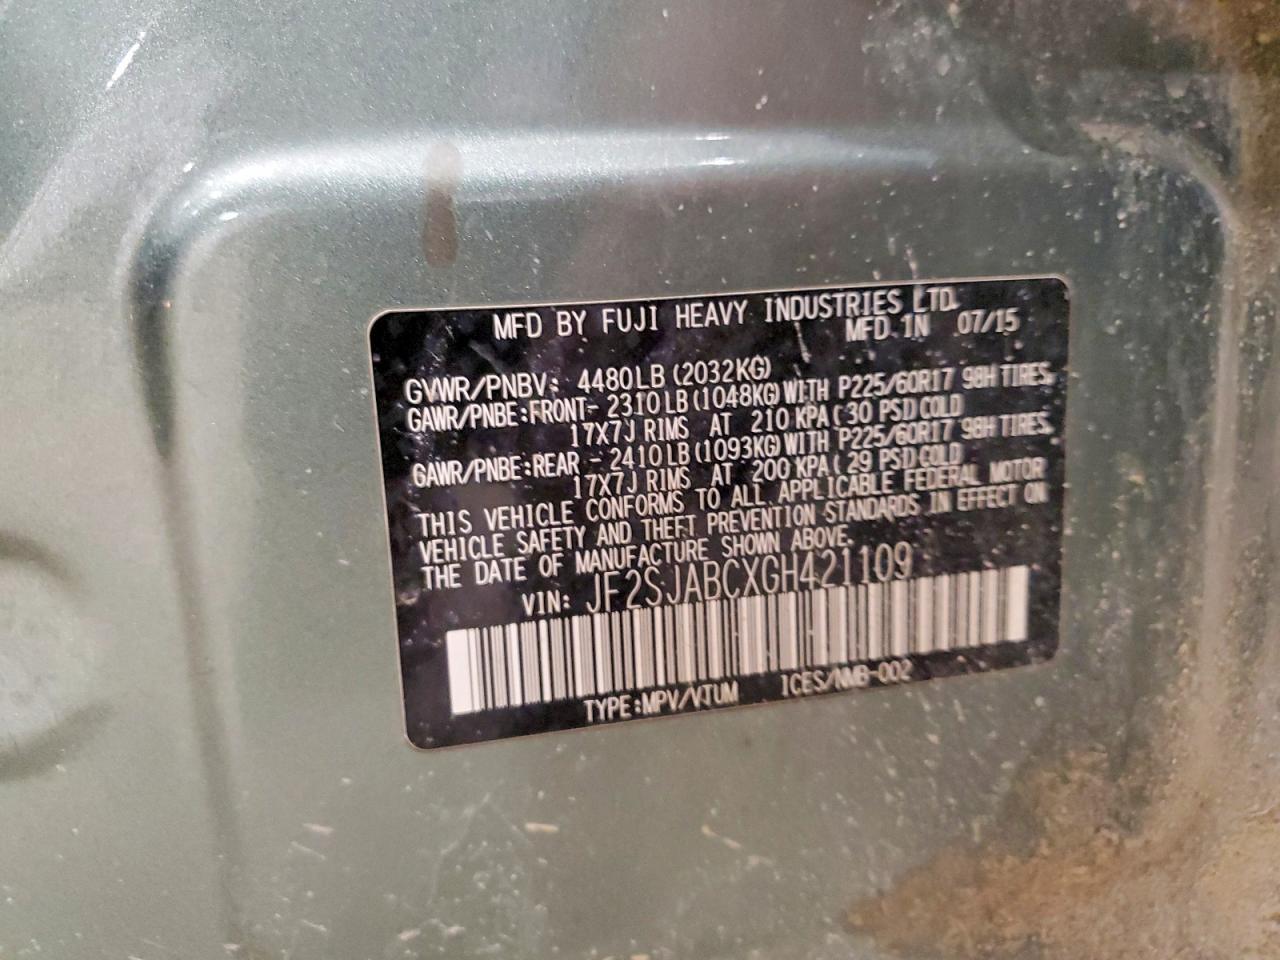 MFD BY FUJI HEAVY INDUSTRIES LTD.
MFD IN 07/15
GVWR/PNBV: 4480LB (2032KG)
GAWR/PNBE:FRONT- 2310LB (1048KG) WITH P225/60R17 98H TIRES,
17X7J RIMS AT 210 KPA( 30 PSI) COLD
GAWR/PNBE:REAR - 2410LB (1093KG) WITH P225/60R17 98H TIRES,
17X7J RIMS AT 200 KPA( 29 PSI) COLD
THIS VEHICLE CONFORMS TO ALL APPLICABLE FEDERAL MOTOR
VEHICLE SAFETY AND THEFT PREVENTION STANDARDS IN EFFECT ON
THE DATE OF MANUFACTURE SHOWN ABOVE.
VIN: JF2SJABCXGH421109
TYPE:MPV/VTUM ICES/NMB-002